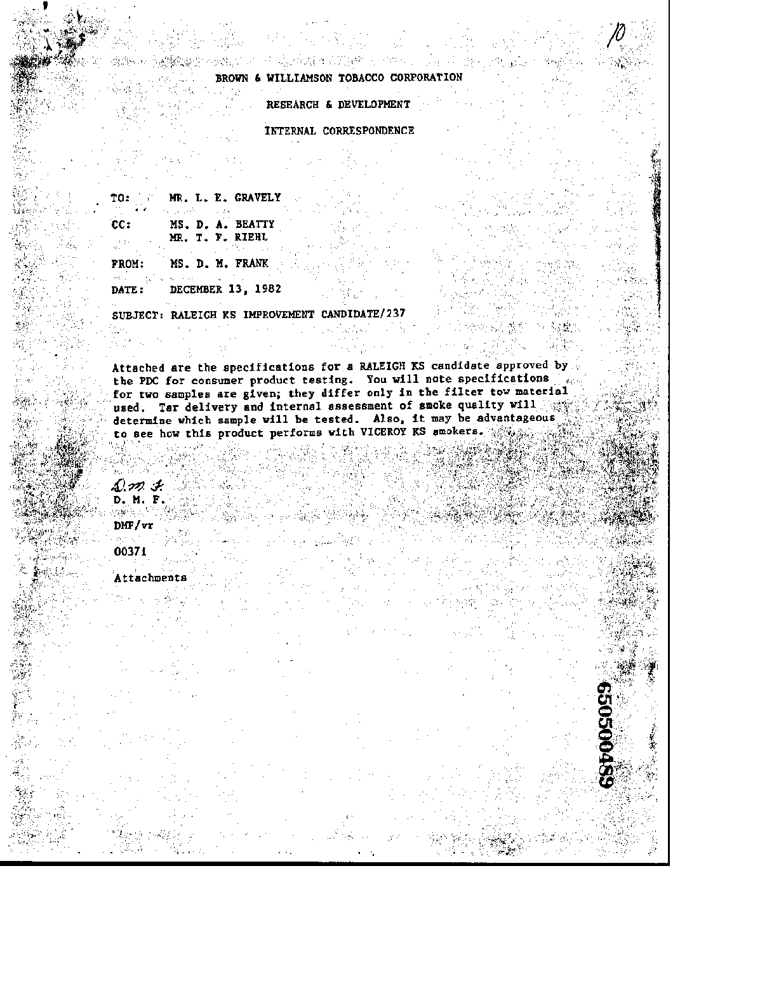 10
BROWN & WILLIAMSON TOBACCO CORPORATION
RESEARCH & DEVELOPMENT
INTERNAL CORRESPONDENCE
TO: MR. L. E. GRAVELY
CC: MS. D. A. BEATTY
MR. T. F. RIEHL
FROM: MS. D. M. FRANK
DATE: DECEMBER 13, 1982
SUBJECT: RALEIGH KS IMPROVEMENT CANDIDATE/237
Attached are the specifications for a RALEIGH KS candidate approved by
the PDC for consumer product testing. You will note specifications
for two samples are given; they differ only in the filter tow material
used. Tar delivery and internal assessment of smoke quality will
determine which sample will be tested. Also, it may be advantageous
to see how this product performs with VICEROY KS smokers.
D.M.F.
D. M. F.
DMF/vr
00371
Attachments
650500489